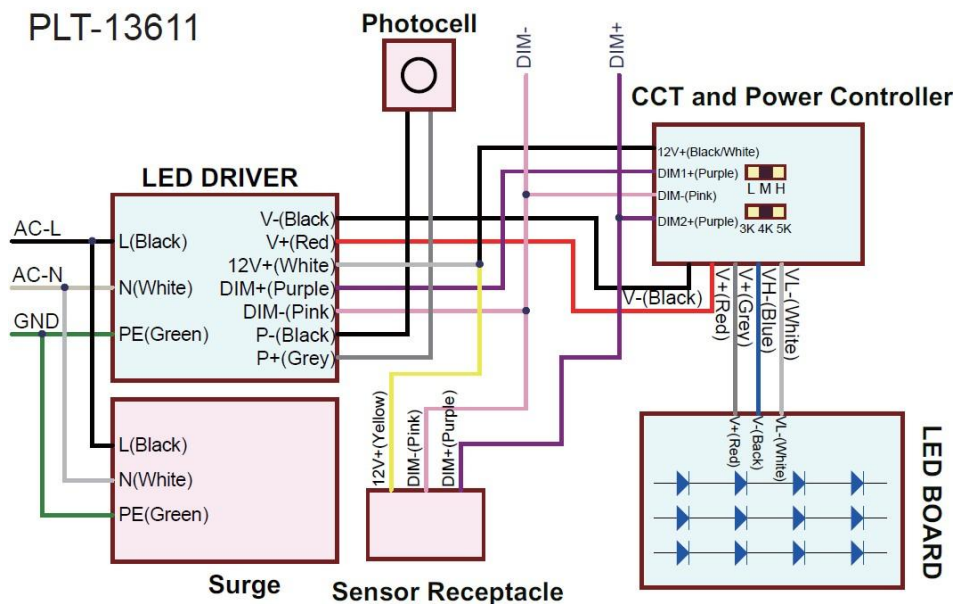 PLT-13611
Photocell
DIM-
DIM+
CCT and Power Controller
12V+(Black/White)
DIM1+(Purple)
L M H
DIM-(Pink)
DIM2+(Purple)
3K 4K 5K
LED DRIVER
AC-L
L(Black)
AC-N
N(White)
GND
PE(Green)
V-(Black)
V+(Red)
12V+(White)
DIM+(Purple)
DIM-(Pink)
P-(Black)
P+(Grey)
V-(Black)
V+(Red)
V+(Grey)
VH-(Blue)
VL-(White)
L(Black)
N(White)
PE(Green)
Surge
12V+(Yellow)
DIM-(Pink)
DIM+(Purple)
Sensor Receptacle
V+(Red)
V-(Back)
VL-(White)
LED BOARD